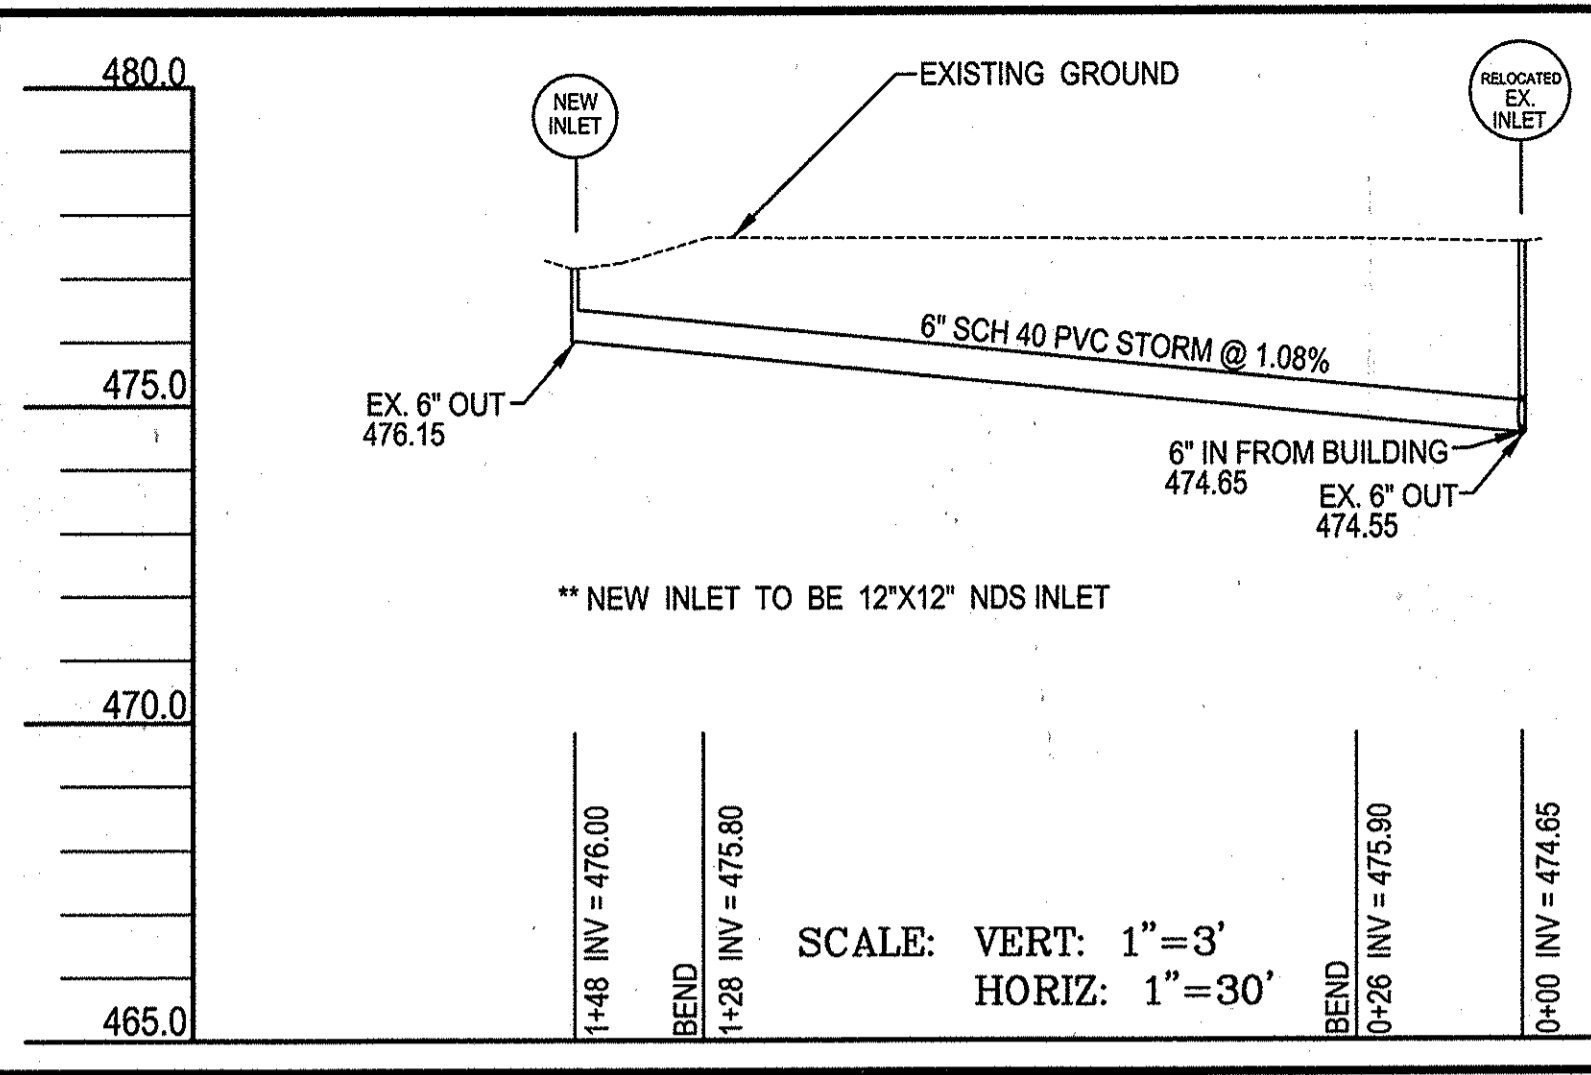 480.0
475.0
470.0
465.0
NEW
INLET
EXISTING GROUND
RELOCATED
EX.
INLET
6" SCH 40 PVC STORM @ 1.08%
EX. 6" OUT
476.15
6" IN FROM BUILDING
474.65
EX. 6" OUT
474.55
** NEW INLET TO BE 12"X12" NDS INLET
1+48 INV = 476.00
BEND
1+28 INV = 475.80
SCALE: VERT: 1"=3'
HORIZ: 1"=30'
BEND
0+26 INV = 475.90
0+00 INV = 474.65